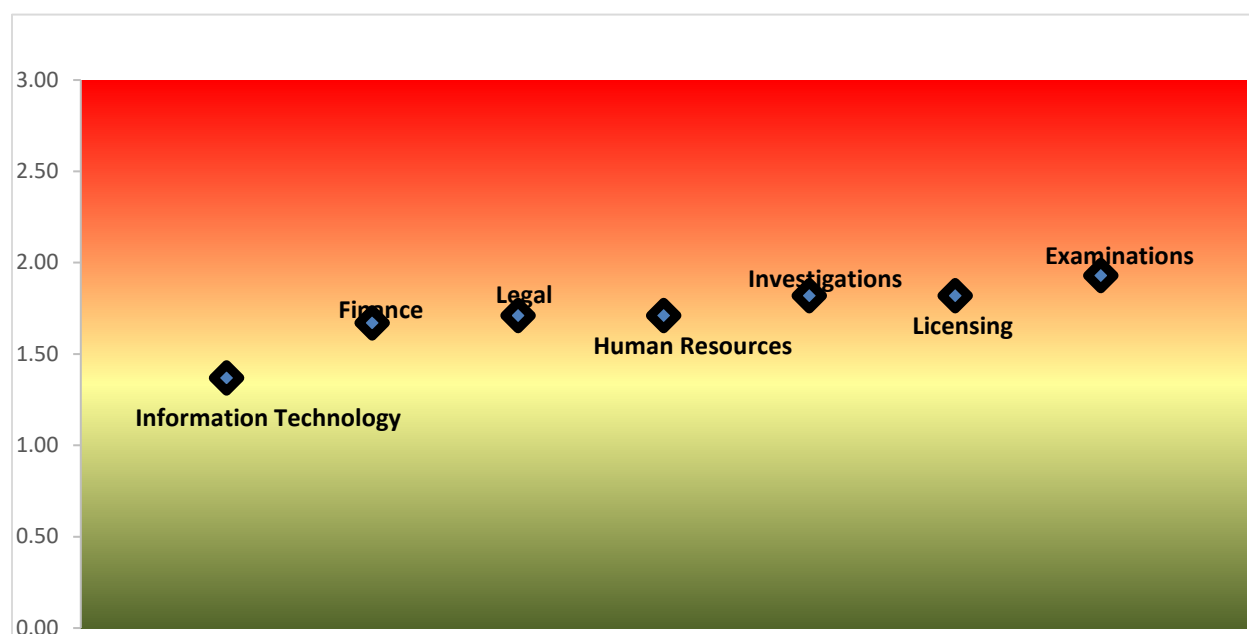 3.00
2.50
2.00
1.50
1.00
0.50
0.00
Information Technology
Finance
Legal
Human Resources
Investigations
Licensing
Examinations